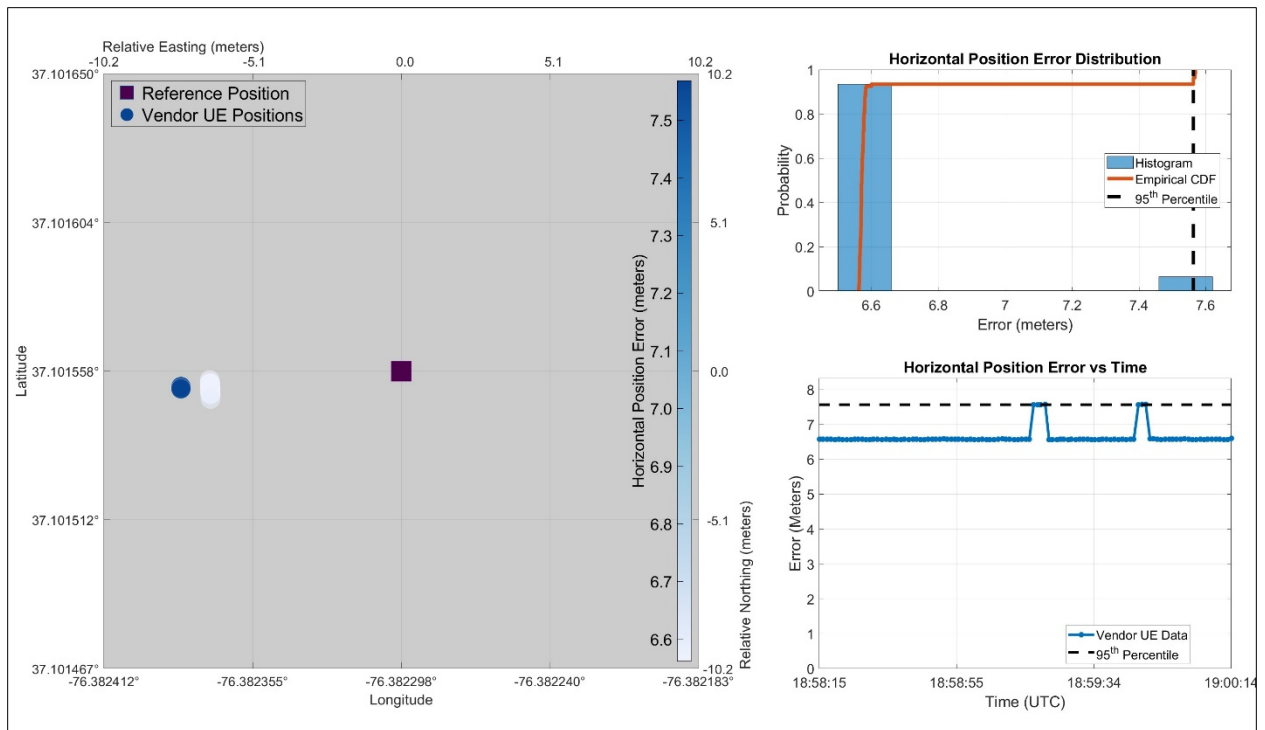 Relative Easting (meters)
-10.2 -5.1 0.0 5.1 10.2
37.101650° 10.2
Reference Position
Vendor UE Positions
7.5
7.4
37.101604° 5.1
7.3
7.2
7.1
37.101558° 0.0
7.0
6.9
37.101512° -5.1
6.8
6.7
6.6
37.101467° -10.2
Latitude
Horizontal Position Error (meters)
Relative Northing (meters)
-76.382412° -76.382355° -76.382298° -76.382240° -76.382183°
Longitude
Horizontal Position Error Distribution
1
0.8
0.6
0.4
0.2
0
Probability
Histogram
Empirical CDF
95th Percentile
6.6 6.8 7 7.2 7.4 7.6
Error (meters)
Horizontal Position Error vs Time
8
7
6
5
4
3
2
1
0
Error (Meters)
Vendor UE Data
95th Percentile
18:58:15 18:58:55 18:59:34 19:00:14
Time (UTC)